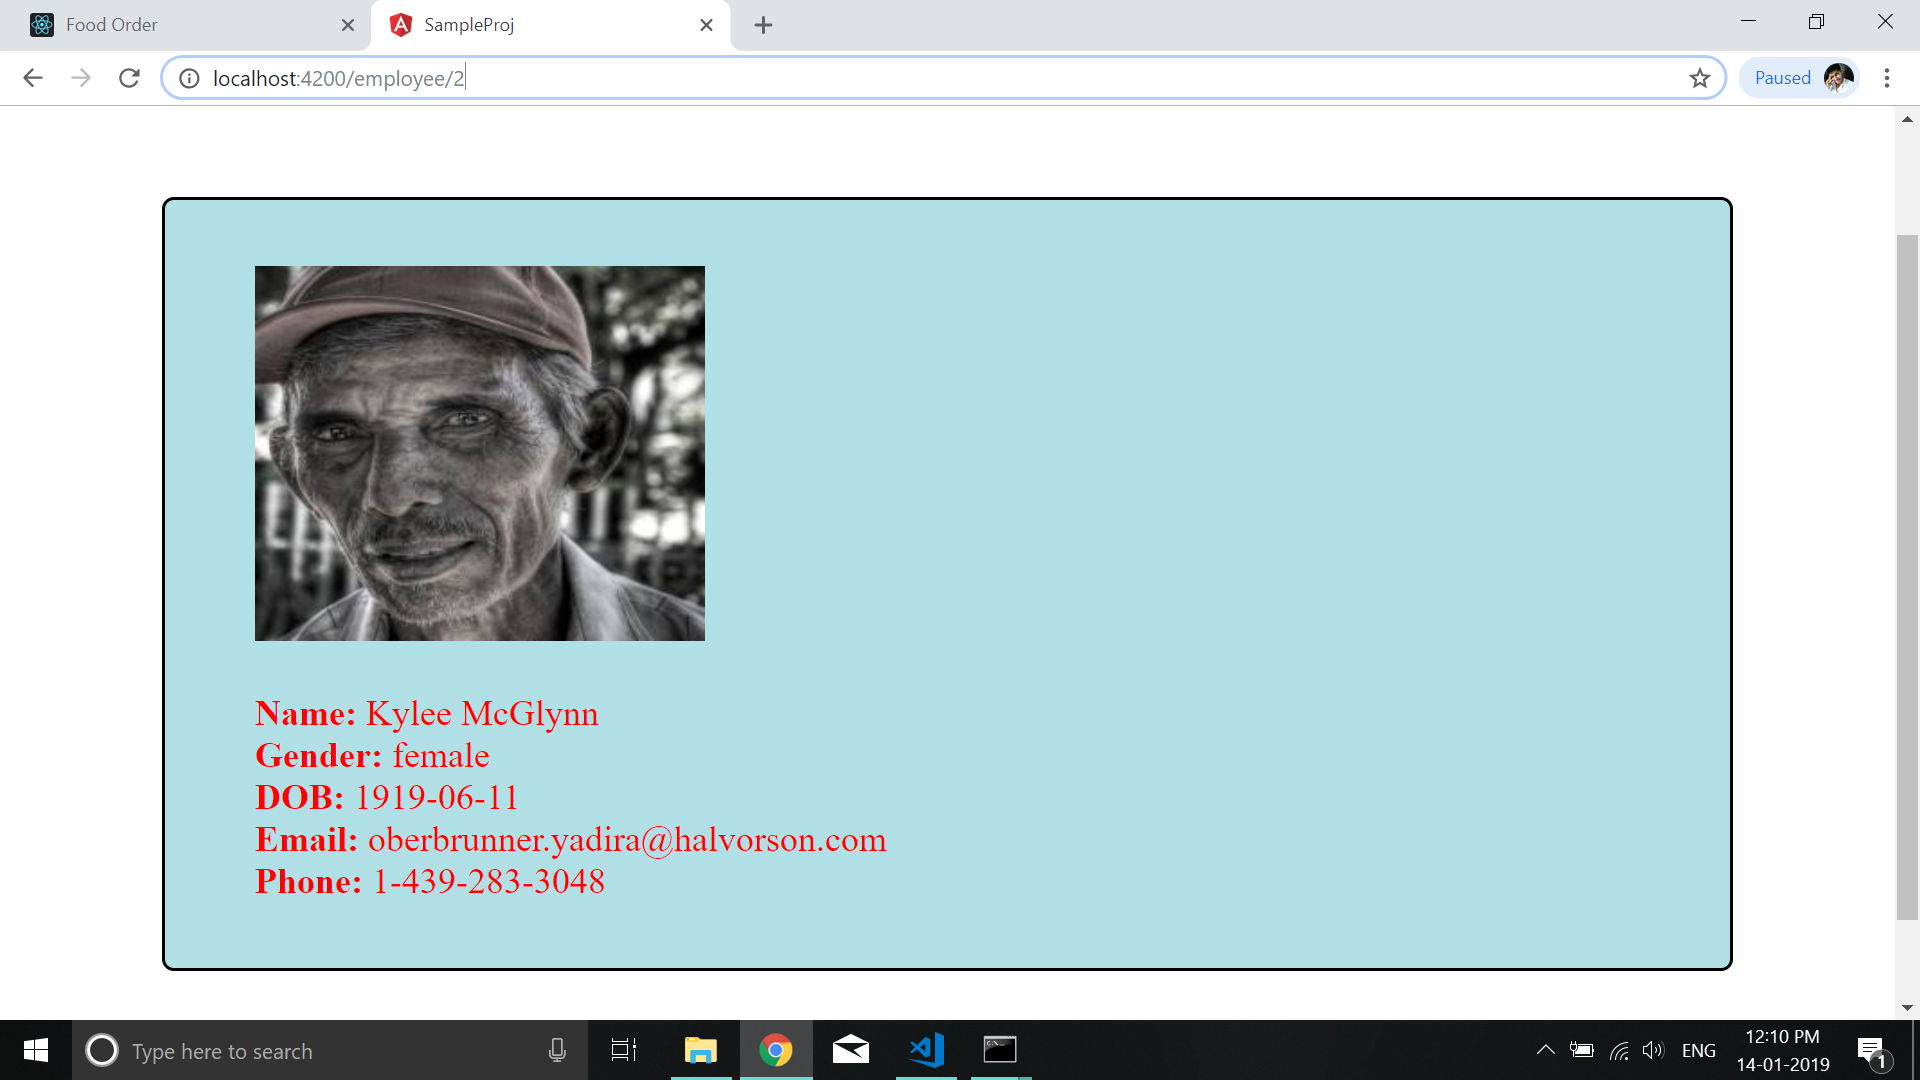 Food Order
SampleProj
localhost:4200/employee/2
Paused
Name: Kylee McGlynn
Gender: female
DOB: 1919-06-11
Email: oberbrunner.yadira@halvorson.com
Phone: 1-439-283-3048
Type here to search
ENG
12:10 PM
14-01-2019
1